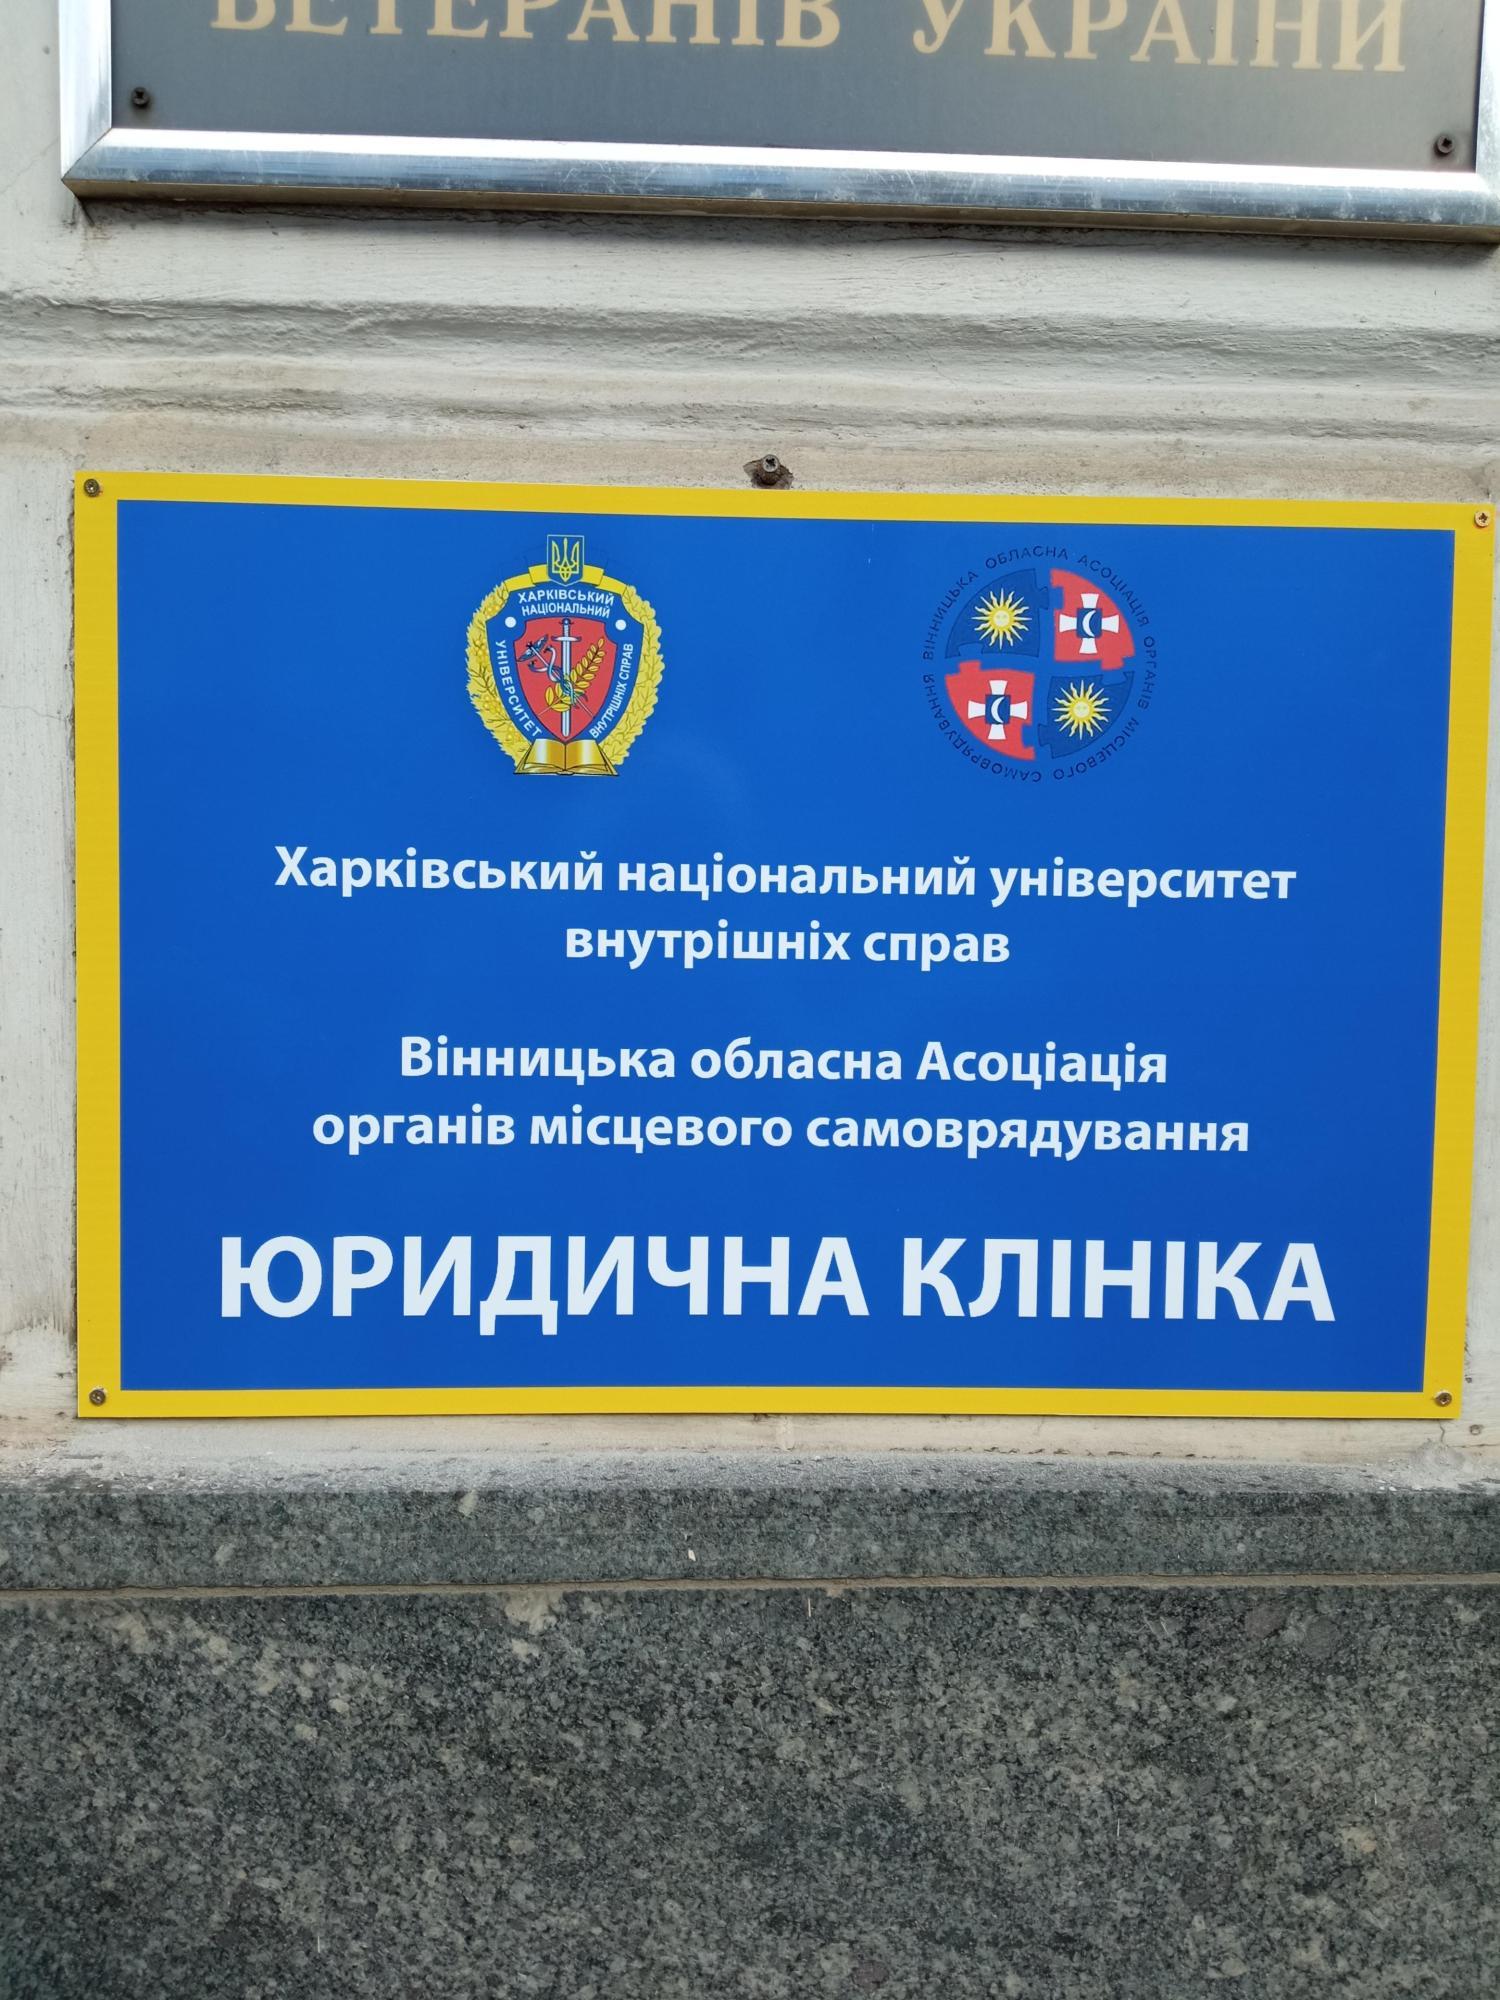 ВЕТЕРАНІВ УКРАЇНИ
ХАРКІВСЬКИЙ
НАЦІОНАЛЬНИЙ
УНІВЕРСИТЕТ
ВНУТРІШНІХ СПРАВ
ВІННИЦЬКА ОБЛАСНА АСОЦІАЦІЯ ОРГАНІВ МІСЦЕВОГО САМОВРЯДУВАННЯ
Харківський національний університет
внутрішніх справ
Вінницька обласна Асоціація
органів місцевого самоврядування
ЮРИДИЧНА КЛІНІКА